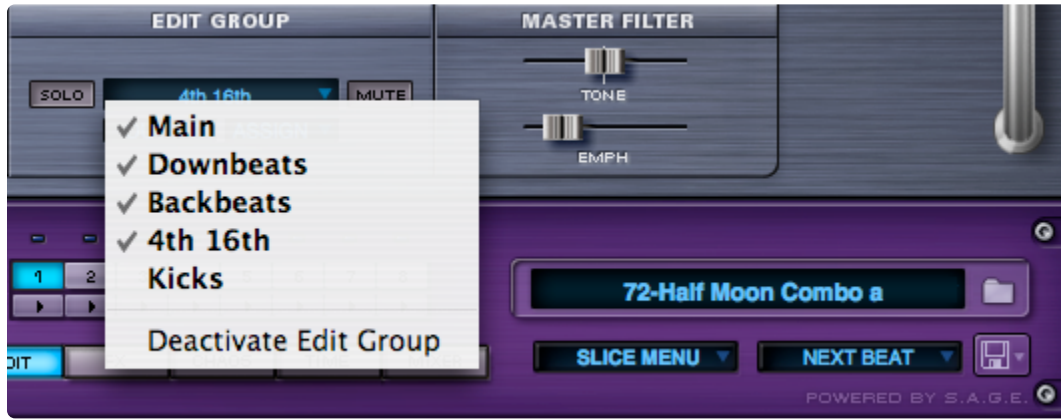 EDIT GROUP
MASTER FILTER
SOLO
4th 16th
MUTE
TONE
EMPH
Main
Downbeats
Backbeats
4th 16th
Kicks
Deactivate Edit Group
1 2
72-Half Moon Combo a
SLICE MENU
NEXT BEAT
POWERED BY S.A.G.E.